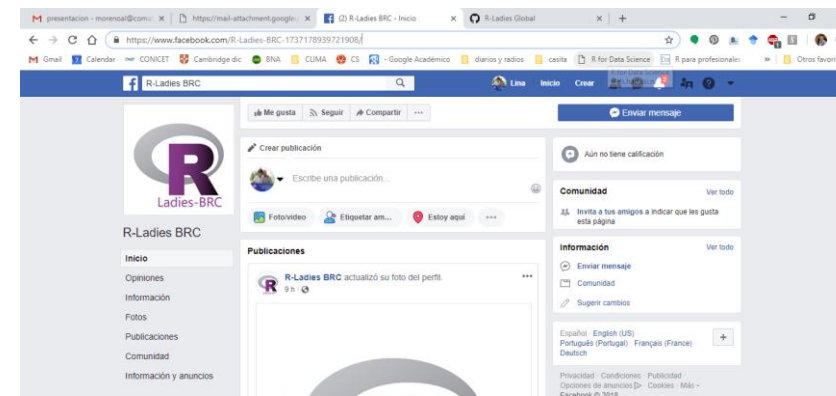 presentacion - morenoal@comu
https://mail-attachment.google
(2) R-Ladies BRC - Inicio
R-Ladies Global
https://www.facebook.com/R-Ladies-BRC-1737178939721908/
Gmail
Calendar
CONICET
Cambridge dic
BNA
CLIMA
CS
- Google Académico
diarios y radios
casita
R for Data Science
R para profesionales
Otros favori
R-Ladies BRC
Lina
Inicio
Crear
Me gusta
Seguir
Compartir
Enviar mensaje
R
Ladies-BRC
R-Ladies BRC
Inicio
Opiniones
Información
Fotos
Publicaciones
Comunidad
Información y anuncios
Crear publicación
Escribe una publicación...
Foto/video
Etiquetar am...
Estoy aquí
Publicaciones
R-Ladies BRC actualizó su foto del perfil.
9 h
Aún no tiene calificación
Comunidad
Ver todo
Invita a tus amigos a indicar que les gusta
esta página
Información
Ver todo
Enviar mensaje
Comunidad
Sugerir cambios
Español · English (US) ·
Português (Portugal) · Français (France) ·
Deutsch
Privacidad · Condiciones · Publicidad ·
Opciones de anuncios · Cookies · Más
Facebook ©